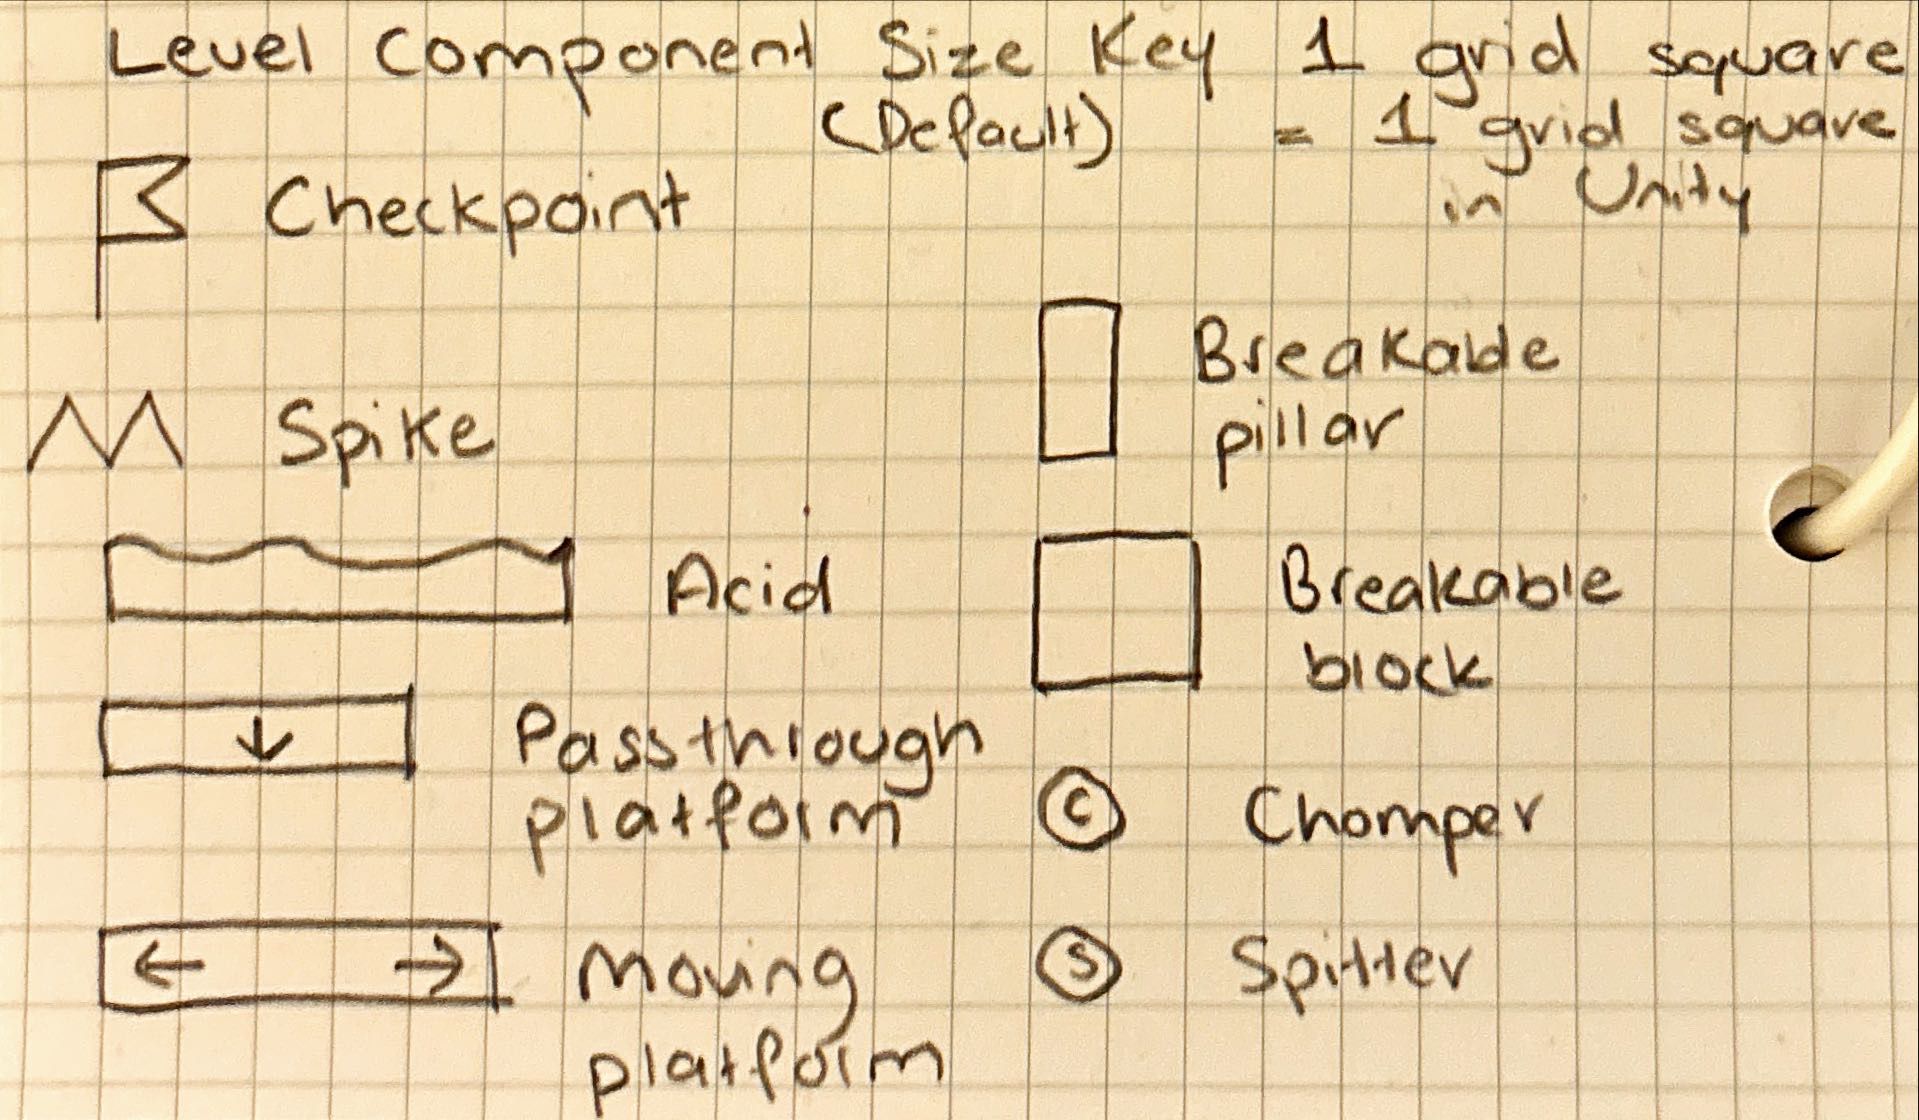 Level Component Size Key 1 grid square
(Default) = 1 grid square
in Unity
Checkpoint
Spike
Acid
Passthrough
platform
Moving
platform
Breakable
pillar
Breakable
block
C Chomper
S Spitter